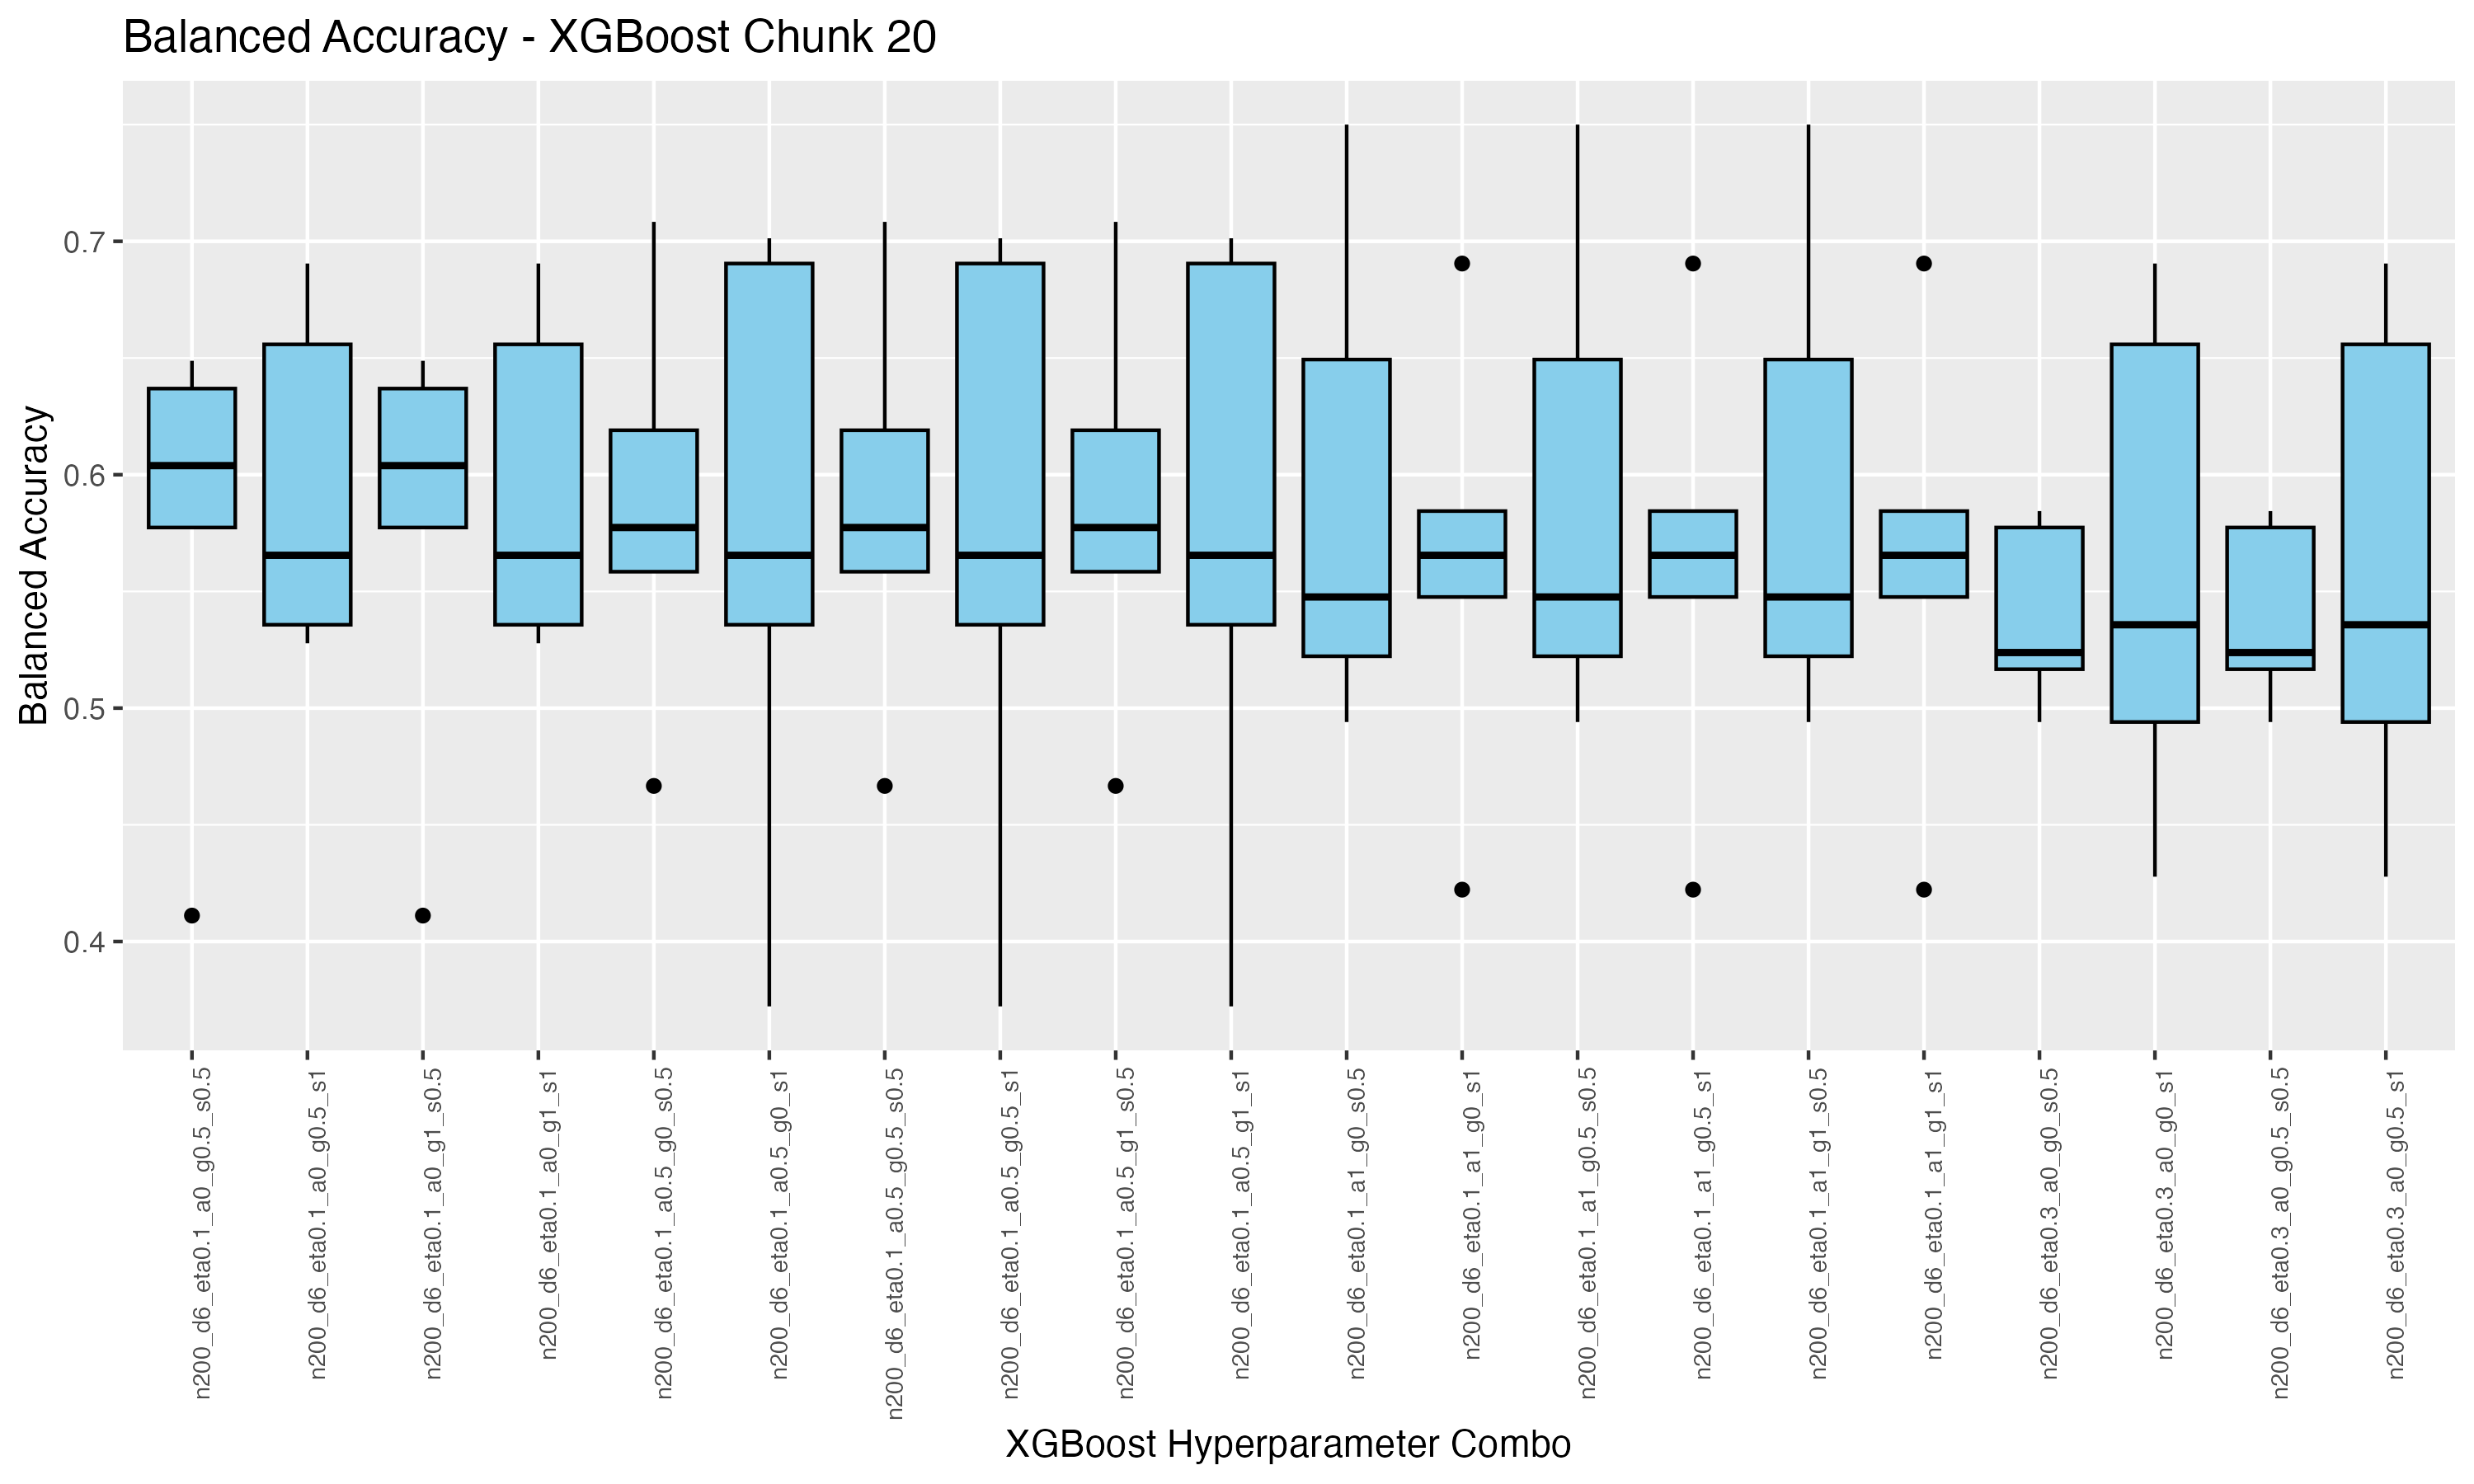 Balanced Accuracy - XGBoost Chunk 20
Balanced Accuracy
0.7
0.6
0.5
0.4
n200_d6_eta0.1_a0_g0.5_s0.5
n200_d6_eta0.1_a0_g0.5_s1
n200_d6_eta0.1_a0_g1_s0.5
n200_d6_eta0.1_a0_g1_s1
n200_d6_eta0.1_a0.5_g0_s0.5
n200_d6_eta0.1_a0.5_g0_s1
n200_d6_eta0.1_a0.5_g0.5_s0.5
n200_d6_eta0.1_a0.5_g0.5_s1
n200_d6_eta0.1_a0.5_g1_s0.5
n200_d6_eta0.1_a0.5_g1_s1
n200_d6_eta0.1_a1_g0_s0.5
n200_d6_eta0.1_a1_g0_s1
n200_d6_eta0.1_a1_g0.5_s0.5
n200_d6_eta0.1_a1_g0.5_s1
n200_d6_eta0.1_a1_g1_s0.5
n200_d6_eta0.1_a1_g1_s1
n200_d6_eta0.3_a0_g0_s0.5
n200_d6_eta0.3_a0_g0_s1
n200_d6_eta0.3_a0_g0.5_s0.5
n200_d6_eta0.3_a0_g0.5_s1
XGBoost Hyperparameter Combo